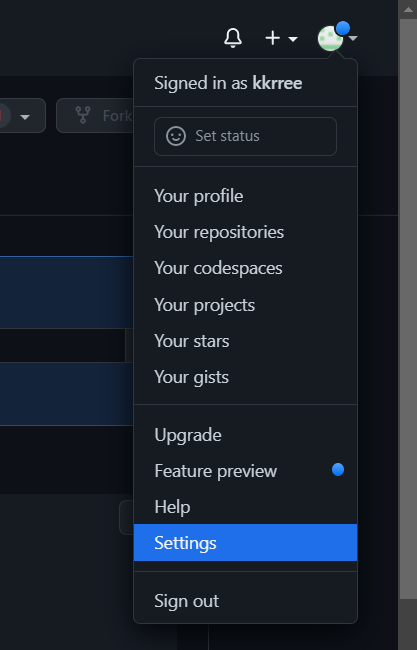 Fork
Signed in as kkrree
Set status
Your profile
Your repositories
Your codespaces
Your projects
Your stars
Your gists
Upgrade
Feature preview
Help
Settings
Sign out